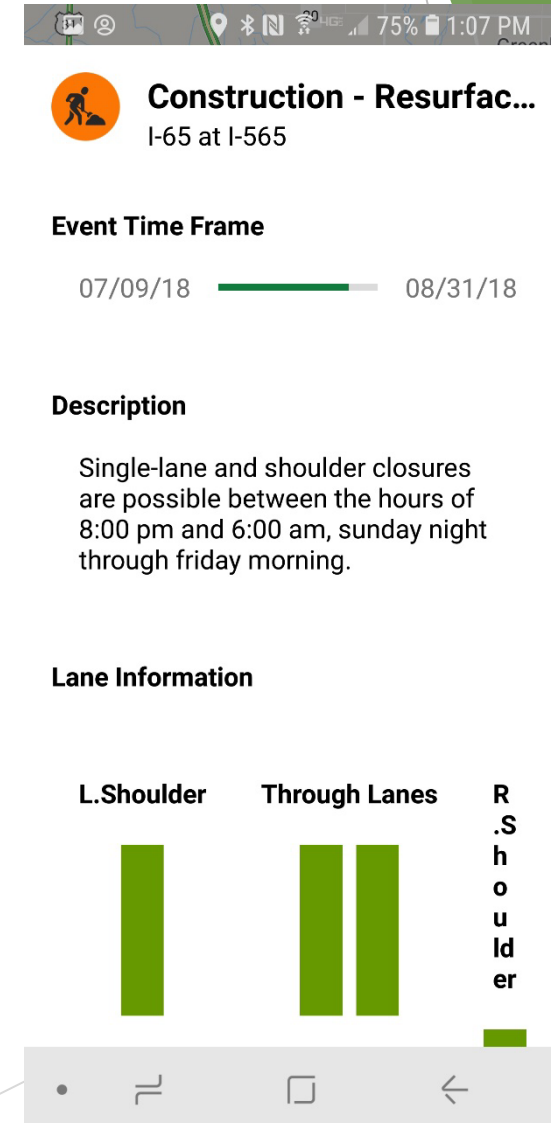 31 75% 1:07 PM
Construction - Resurfac...
I-65 at I-565
Event Time Frame
07/09/18 08/31/18
Description
Single-lane and shoulder closures
are possible between the hours of
8:00 pm and 6:00 am, sunday night
through friday morning.
Lane Information
L.Shoulder Through Lanes R
.S
h
o
u
ld
er